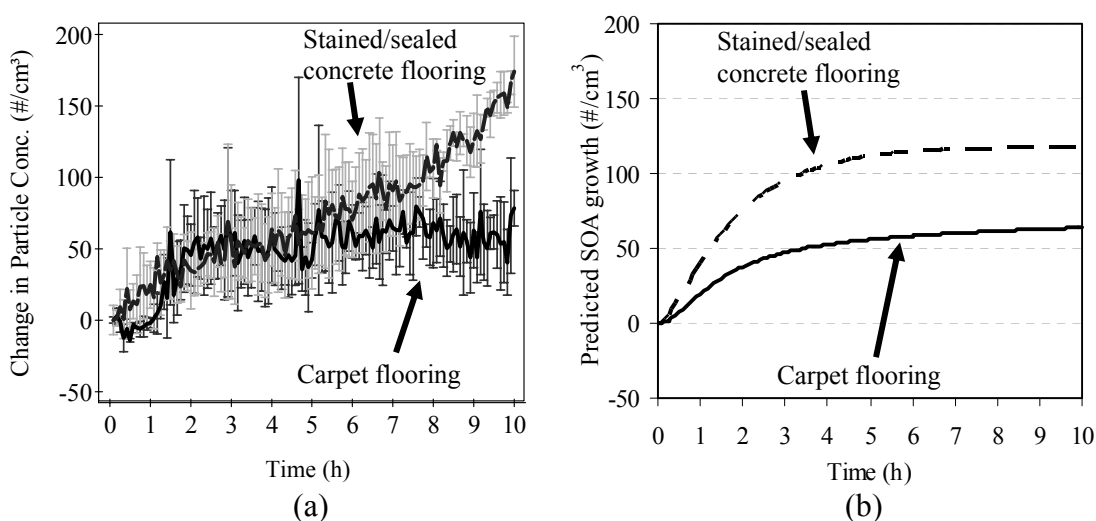 Change in Particle Conc. (#/cm³)
200
150
100
50
0
-50
Stained/sealed
concrete flooring
Carpet flooring
0 1 2 3 4 5 6 7 8 9 10
Time (h)
(a)
Predicted SOA growth (#/cm³)
200
150
100
50
0
-50
Stained/sealed
concrete flooring
Carpet flooring
0 1 2 3 4 5 6 7 8 9 10
Time (h)
(b)